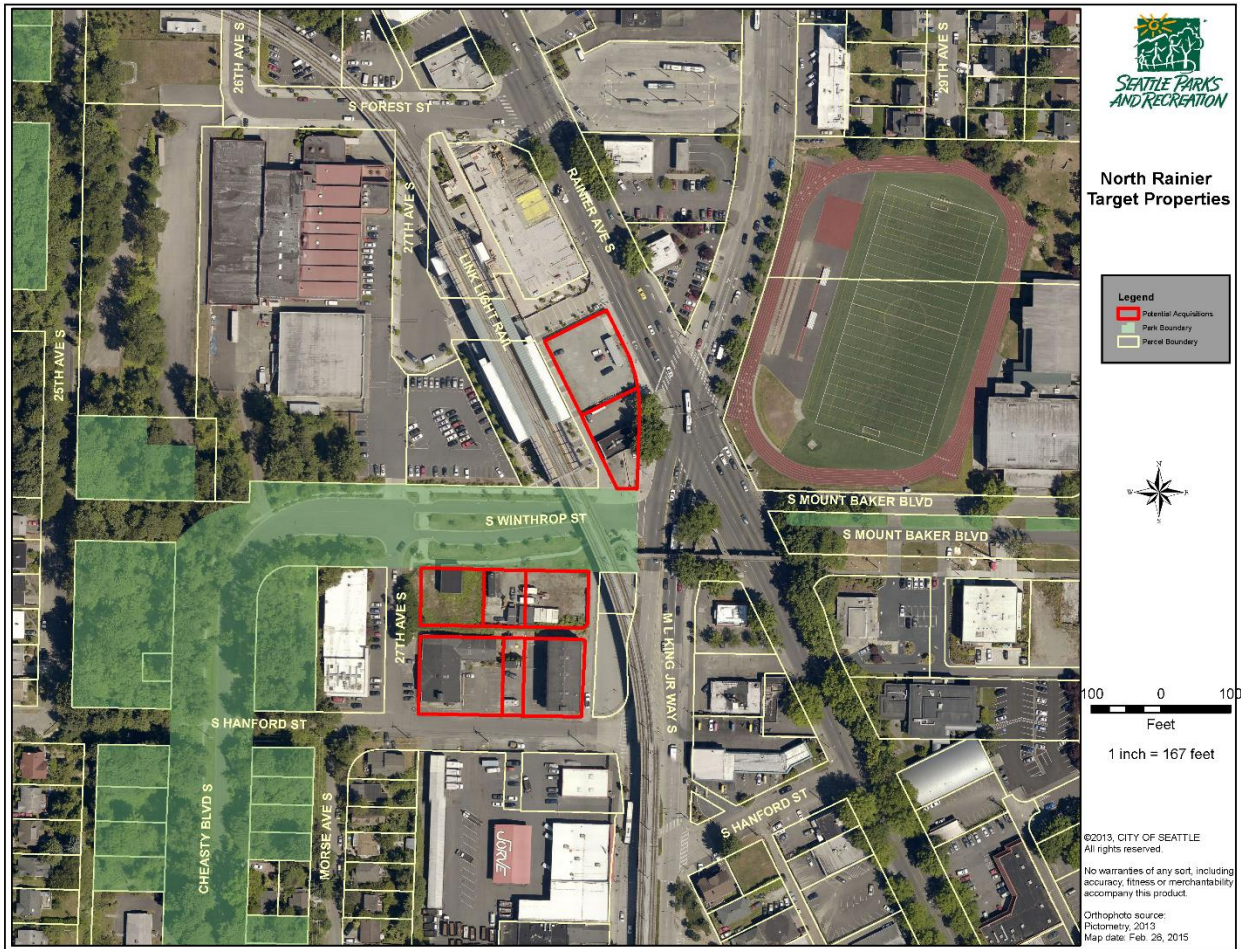 26TH AVE S
29TH AVE S
S FOREST ST
RAINIER AVE S
27TH AVE S
LINK LIGHT RAIL
25TH AVE S
S MOUNT BAKER BLVD
S WINTHROP ST
S MOUNT BAKER BLVD
27TH AVE S
M L KING JR WAY S
S HANFORD ST
CHEASTY BLVD S
MORSE AVE S
S HANFORD ST
SEATTLE PARKS
AND RECREATION
North Rainier
Target Properties
Legend
Potential Acquisitions
Park Boundary
Parcel Boundary
N
W
E
S
100 0 100
Feet
1 inch = 167 feet
©2013, CITY OF SEATTLE
All rights reserved.
No warranties of any sort, including
accuracy, fitness or merchantability
accompany this product.
Orthophoto source:
Pictometry, 2013
Map date: Feb. 26, 2015